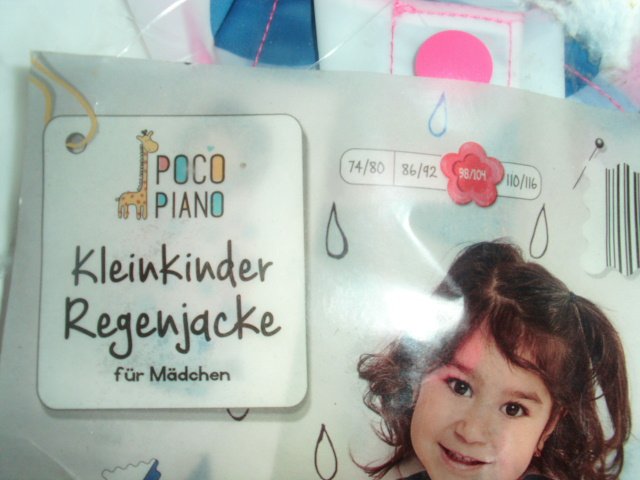 POCO
PIANO
Kleinkinder
Regenjacke
für Mädchen
74/80 86/92 98/104 110/116